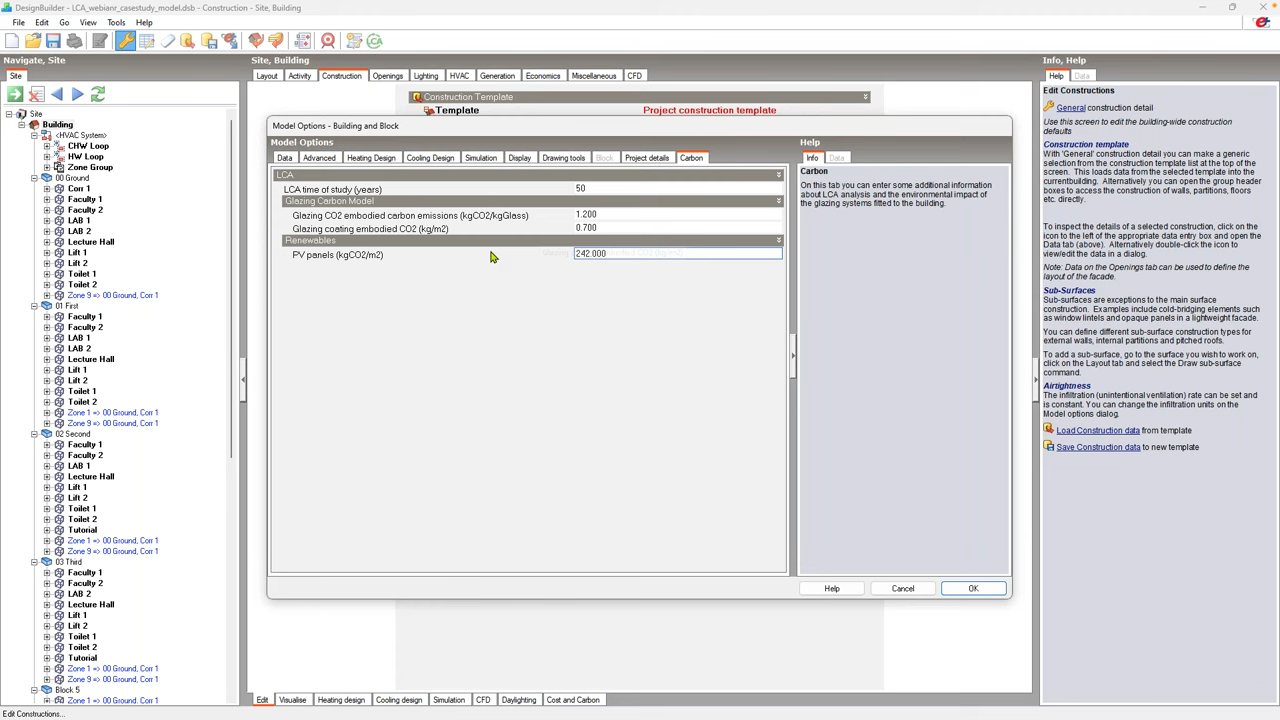 DesignBuilder - LCA_webianr_casestudy_model.dsb - Construction - Site, Building
File Edit Go View Tools Help
Navigate, Site
Site
Site
Building
<HVAC System>
CHW Loop
HW Loop
Zone Group
00 Ground
Corr 1
Faculty 1
Faculty 2
LAB 1
LAB 2
Lecture Hall
Lift 1
Lift 2
Toilet 1
Toilet 2
Zone 9 => 00 Ground, Corr 1
01 First
Faculty 1
Faculty 2
LAB 1
LAB 2
Lecture Hall
Lift 1
Lift 2
Toilet 1
Toilet 2
Zone 1 => 00 Ground, Corr 1
Zone 9 => 00 Ground, Corr 1
02 Second
Faculty 1
Faculty 2
LAB 1
Lecture Hall
Lift 1
Lift 2
Toilet 1
Toilet 2
Tutorial
Zone 1 => 00 Ground, Corr 1
Zone 9 => 00 Ground, Corr 1
03 Third
Faculty 1
Faculty 2
LAB 2
Lecture Hall
Lift 1
Lift 2
Toilet 1
Toilet 2
Tutorial
Zone 1 => 00 Ground, Corr 1
Zone 9 => 00 Ground, Corr 1
Block 5
Zone 1 => 00 Ground, Corr 1
Edit Constructions...
Site, Building
Layout Activity Construction Openings Lighting HVAC Generation Economics Miscellaneous CFD
Construction Template
Template Project construction template
Model Options - Building and Block
Model Options
Data Advanced Heating Design Cooling Design Simulation Display Drawing tools Block Project details Carbon
LCA
LCA time of study (years) 50
Glazing Carbon Model
Glazing CO2 embodied carbon emissions (kgCO2/kgGlass) 1.200
Glazing coating embodied CO2 (kg/m2) 0.700
Renewables
PV panels (kgCO2/m2) 242.000
Help
Info Data
Carbon
On this tab you can enter some additional information
about LCA analysis and the environmental impact of
the glazing systems fitted to the building.
Help Cancel OK
Edit Visualise Heating design Cooling design Simulation CFD Daylighting Cost and Carbon
Info, Help
Help Data
Edit Constructions
General construction detail
Use this screen to edit the building-wide construction
defaults
Construction template
With 'General' construction detail you can make a generic
selection from the construction template list at the top of the
screen. This loads data from the selected template into the
currentbuilding. Alternatively you can open the group header
boxes to access the construction of walls, partitions, floors
etc. directly.
To inspect the details of a selected construction, click on the
icon to the left of the appropriate data entry box and open the
Data tab (above). Alternatively double-click the icon to
view/edit the data in a dialog.
Note: Data on the Openings tab can be used to define the
layout of the facade.
Sub-Surfaces
Sub-surfaces are exceptions to the main surface
construction. Examples include cold-bridging elements such
as window lintels and opaque panels in a lightweight facade.
You can define different sub-surface construction types for
external walls, internal partitions and pitched roofs.
To add a sub-surface, go to the surface you wish to work on,
click on the Layout tab and select the Draw sub-surface
command.
Airtightness
The infiltration (unintentional ventilation) rate can be set and
is constant. You can change the infiltration units on the
Model options dialog.
Load Construction data from template
Save Construction data to new template